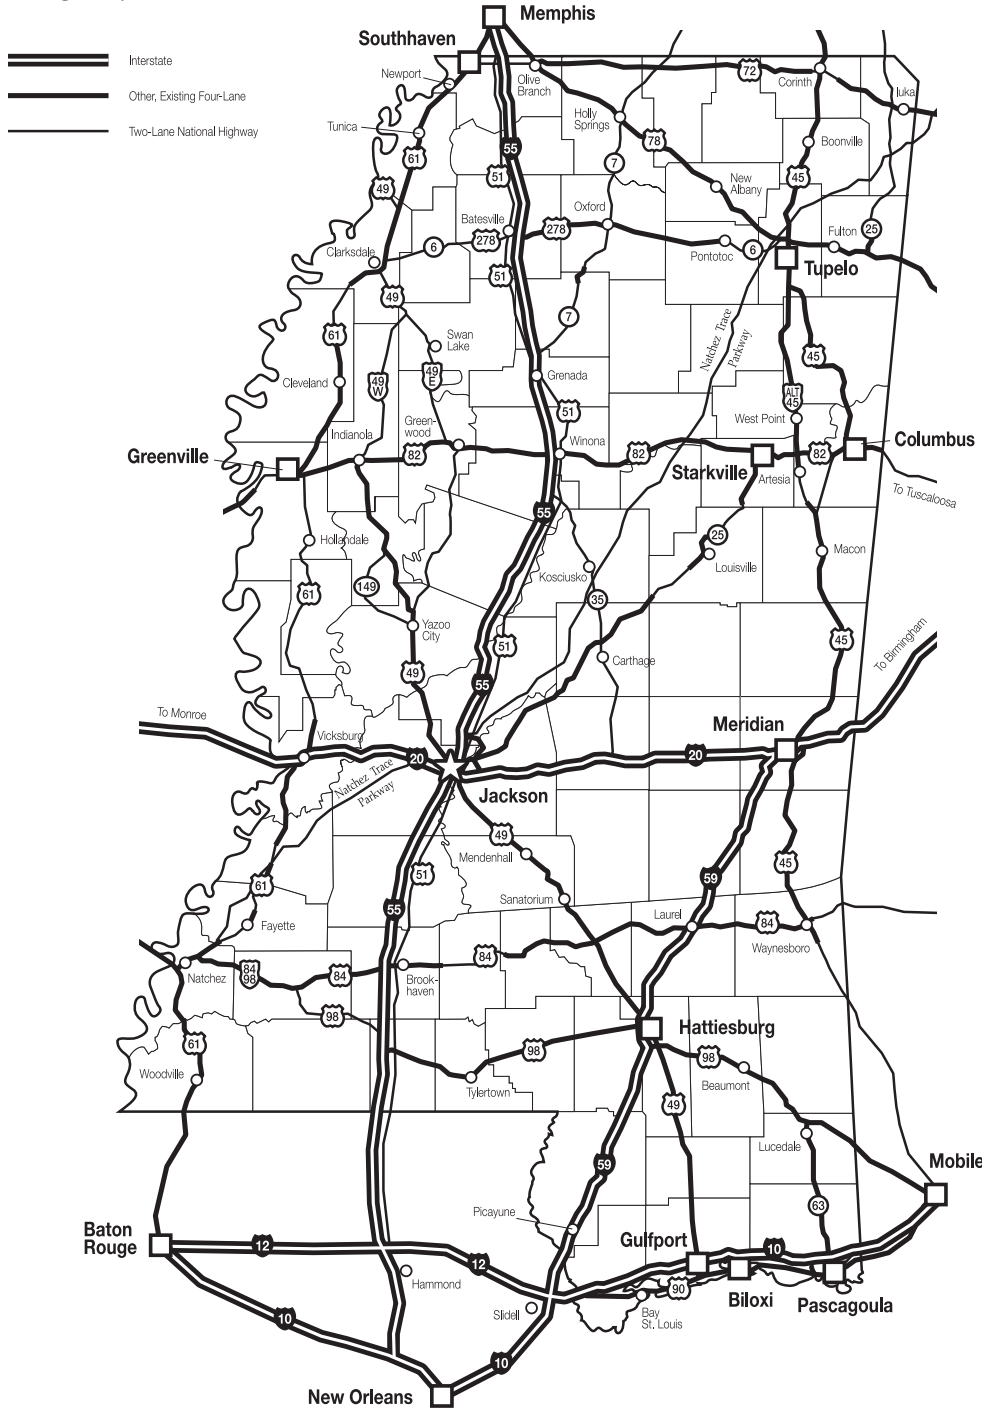 Memphis
Southhaven
Interstate
Other, Existing Four-Lane
Two-Lane National Highway
Newport
Olive
Branch
72
Corinth
Iuka
Tunica
Holly
Springs
78
Boonville
61
55
7
51
45
49
New
Albany
Batesville
Oxford
278
278
6
Clarksdale
Pontotoc
6
Fulton
25
Tupelo
51
49
7
61
Swan
Lake
Natchez Trace
Parkway
45
Cleveland
49
W
49
E
Grenada
ALT
45
51
West Point
Green-
wood
Indianola
Winona
Columbus
Greenville
82
82
82
Starkville
Artesia
To Tuscaloosa
55
25
Hollandale
Macon
Kosciusko
Louisville
149
61
35
Yazoo
City
51
45
To Birmingham
Carthage
49
55
To Monroe
Vicksburg
Meridian
20
20
Natchez Trace
Parkway
Jackson
49
Mendenhall
45
51
59
61
Sanatorium
55
Laurel
84
Fayette
Waynesboro
84
Natchez
84
98
84
Brook-
haven
98
Hattiesburg
61
98
98
Woodville
Beaumont
Tylertown
49
Lucedale
59
Mobile
63
Picayune
Baton
Rouge
Gulfport
12
12
10
Hammond
90
Biloxi
Pascagoula
10
Slidell
Bay
St. Louis
10
New Orleans